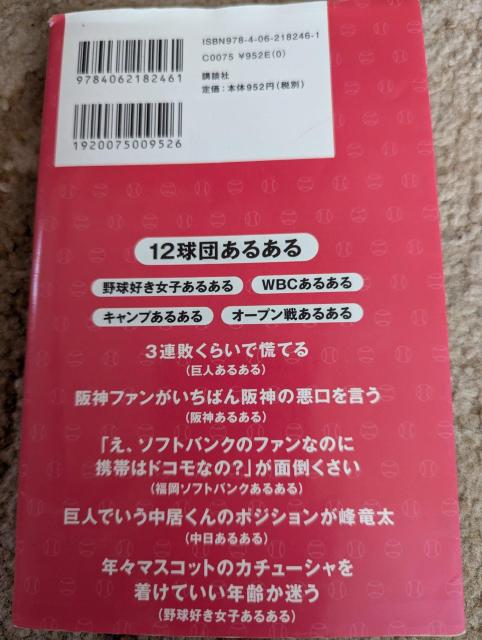 ISBN978-4-06-218246-1
C0075 ¥952E(0)
9784062182461
講談社
定価：本体952円（税別）
1920075009526
12球団あるある
野球好き女子あるある
WBCあるある
キャンプあるある
オープン戦あるある
3連敗くらいで慌てる
（巨人あるある）
阪神ファンがいちばん阪神の悪口を言う
（阪神あるある）
「え、ソフトバンクのファンなのに
携帯はドコモなの？」が面倒くさい
（福岡ソフトバンクあるある）
巨人でいう中居くんのポジションが峰竜太
（中日あるある）
年々マスコットのカチューシャを
着けていい年齢か迷う
（野球好き女子あるある）